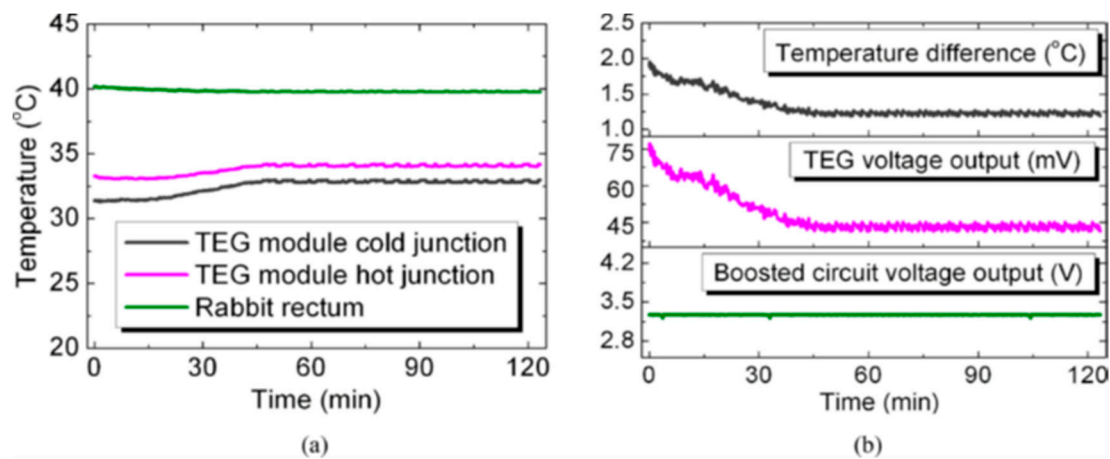 45
40
35
30
25
20
Temperature (°C)
TEG module cold junction
TEG module hot junction
Rabbit rectum
0 30 60 90 120
Time (min)
(a)
2.5
2.0
1.5
1.0
Temperature difference (°C)
75
60
45
TEG voltage output (mV)
4.2
3.5
2.8
Boosted circuit voltage output (V)
0 30 60 90 120
Time (min)
(b)